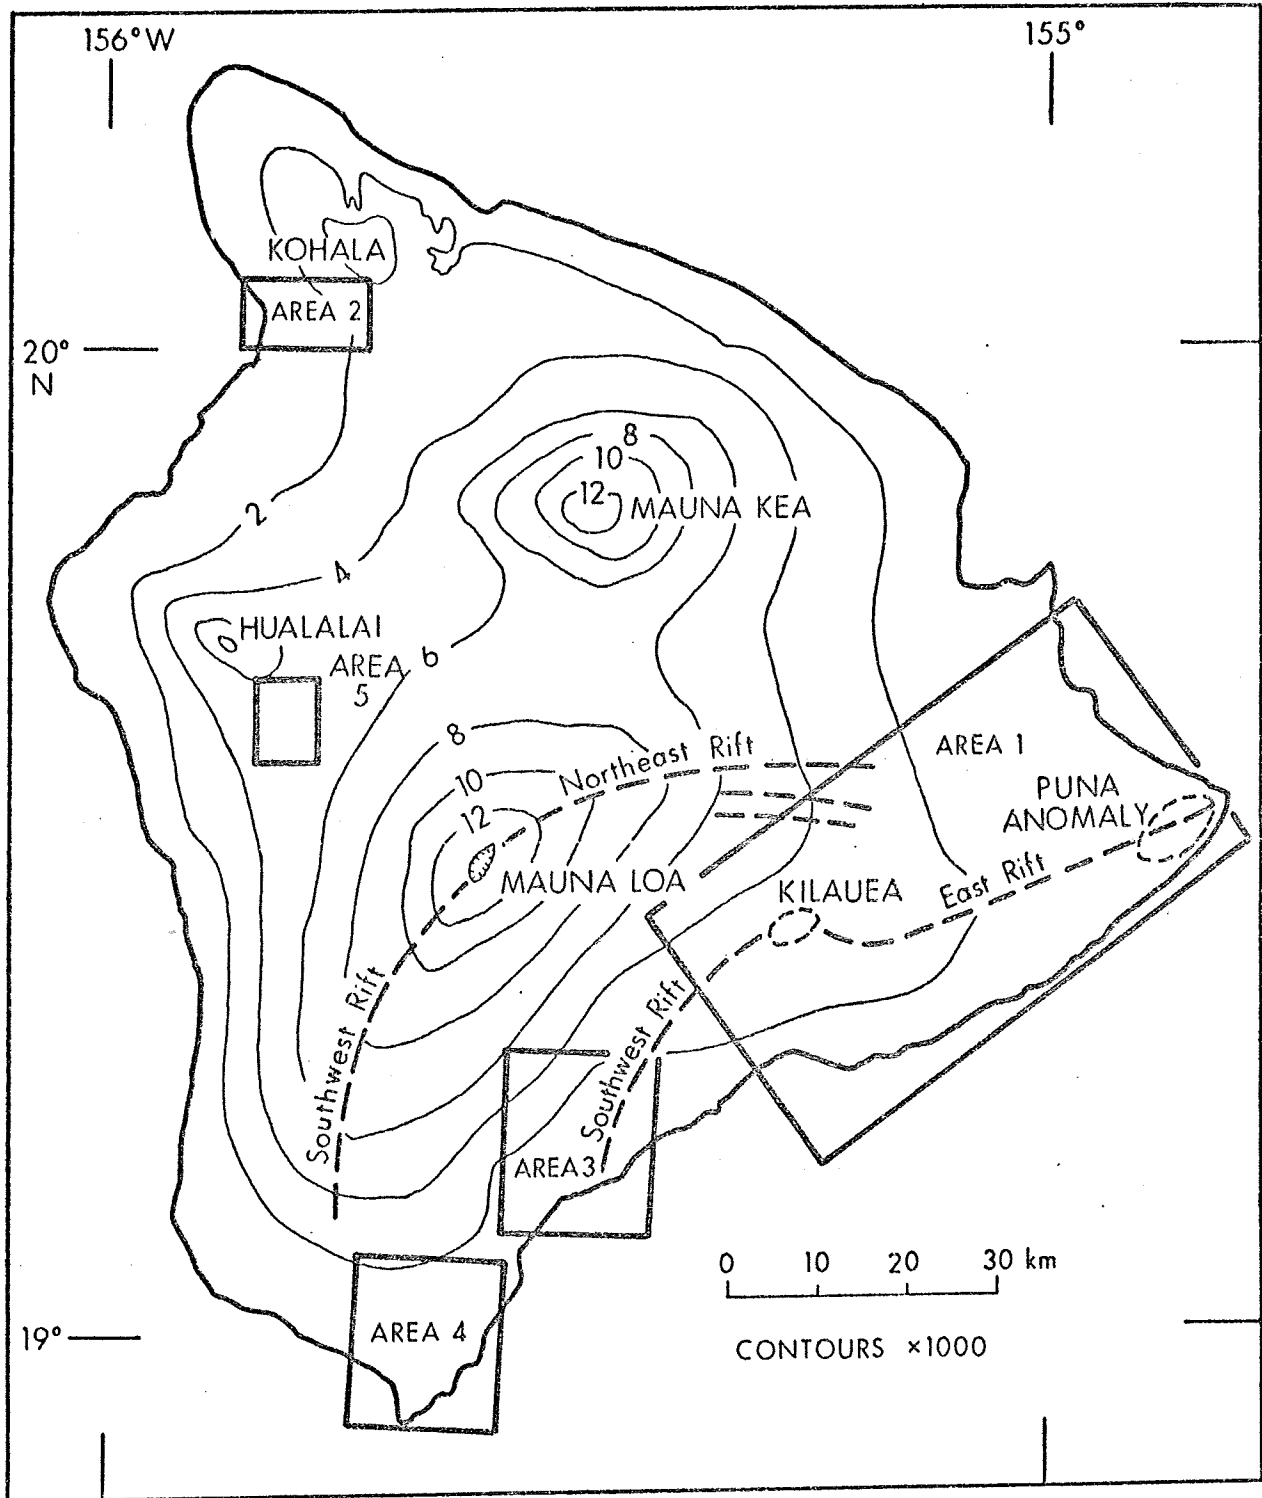 156°W
155°
KOHALA
AREA 2
20°
N
8
10
12
MAUNA KEA
2
4
HUALALAI
6
AREA
5
8
Northeast Rift
AREA 1
10
PUNA
ANOMALY
12
MAUNA LOA
KILAUEA
East Rift
Southwest Rift
Southwest Rift
AREA 3
0 10 20 30 km
19°
AREA 4
CONTOURS ×1000